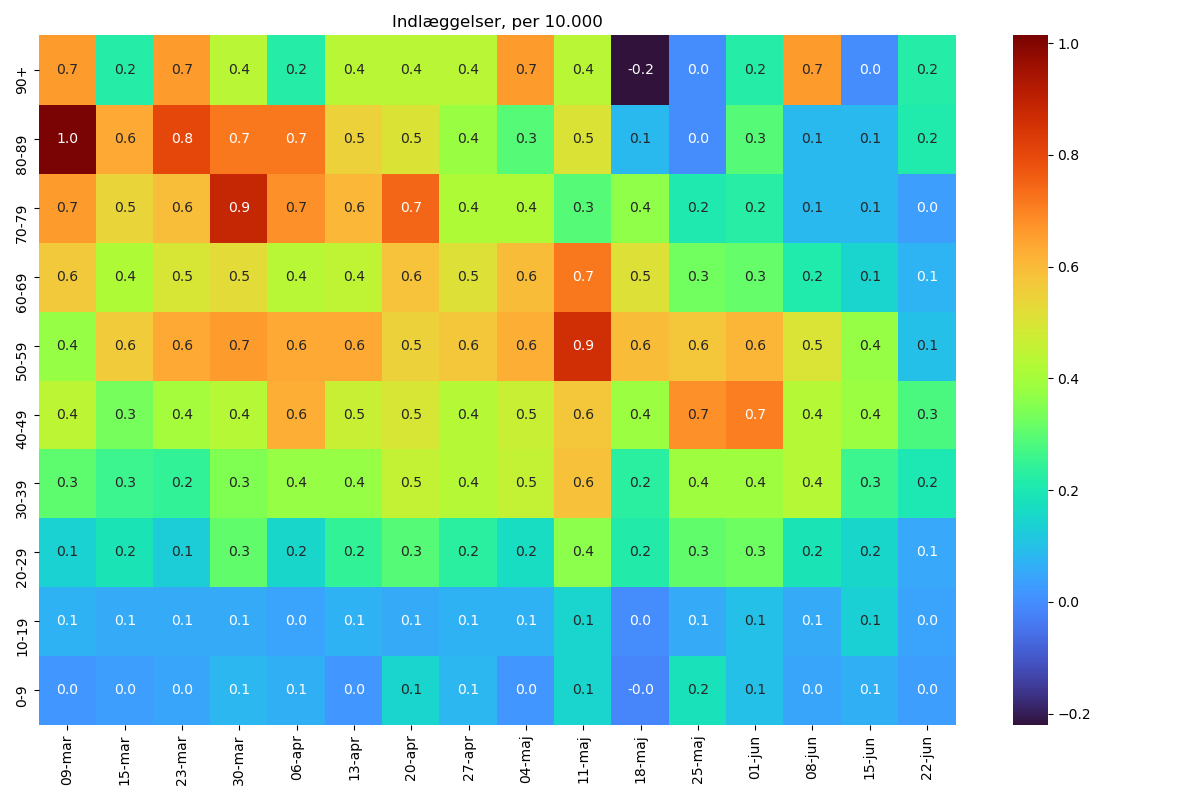 Indlæggelser, per 10.000
90+ 0.7 0.2 0.7 0.4 0.2 0.4 0.4 0.4 0.7 0.4 -0.2 0.0 0.2 0.7 0.0 0.2
80-89 1.0 0.6 0.8 0.7 0.7 0.5 0.5 0.4 0.3 0.5 0.1 0.0 0.3 0.1 0.1 0.2
70-79 0.7 0.5 0.6 0.9 0.7 0.6 0.7 0.4 0.4 0.3 0.4 0.2 0.2 0.1 0.1 0.0
60-69 0.6 0.4 0.5 0.5 0.4 0.4 0.6 0.5 0.6 0.7 0.5 0.3 0.3 0.2 0.1 0.1
50-59 0.4 0.6 0.6 0.7 0.6 0.6 0.5 0.6 0.6 0.9 0.6 0.6 0.6 0.5 0.4 0.1
40-49 0.4 0.3 0.4 0.4 0.6 0.5 0.5 0.4 0.5 0.6 0.4 0.7 0.7 0.4 0.4 0.3
30-39 0.3 0.3 0.2 0.3 0.4 0.4 0.5 0.4 0.5 0.6 0.2 0.4 0.4 0.4 0.3 0.2
20-29 0.1 0.2 0.1 0.3 0.2 0.2 0.3 0.2 0.2 0.4 0.2 0.3 0.3 0.2 0.2 0.1
10-19 0.1 0.1 0.1 0.1 0.0 0.1 0.1 0.1 0.1 0.1 0.0 0.1 0.1 0.1 0.1 0.0
0-9 0.0 0.0 0.0 0.1 0.1 0.0 0.1 0.1 0.0 0.1 -0.0 0.2 0.1 0.0 0.1 0.0
09-mar 15-mar 23-mar 30-mar 06-apr 13-apr 20-apr 27-apr 04-maj 11-maj 18-maj 25-maj 01-jun 08-jun 15-jun 22-jun
1.0
0.8
0.6
0.4
0.2
0.0
−0.2